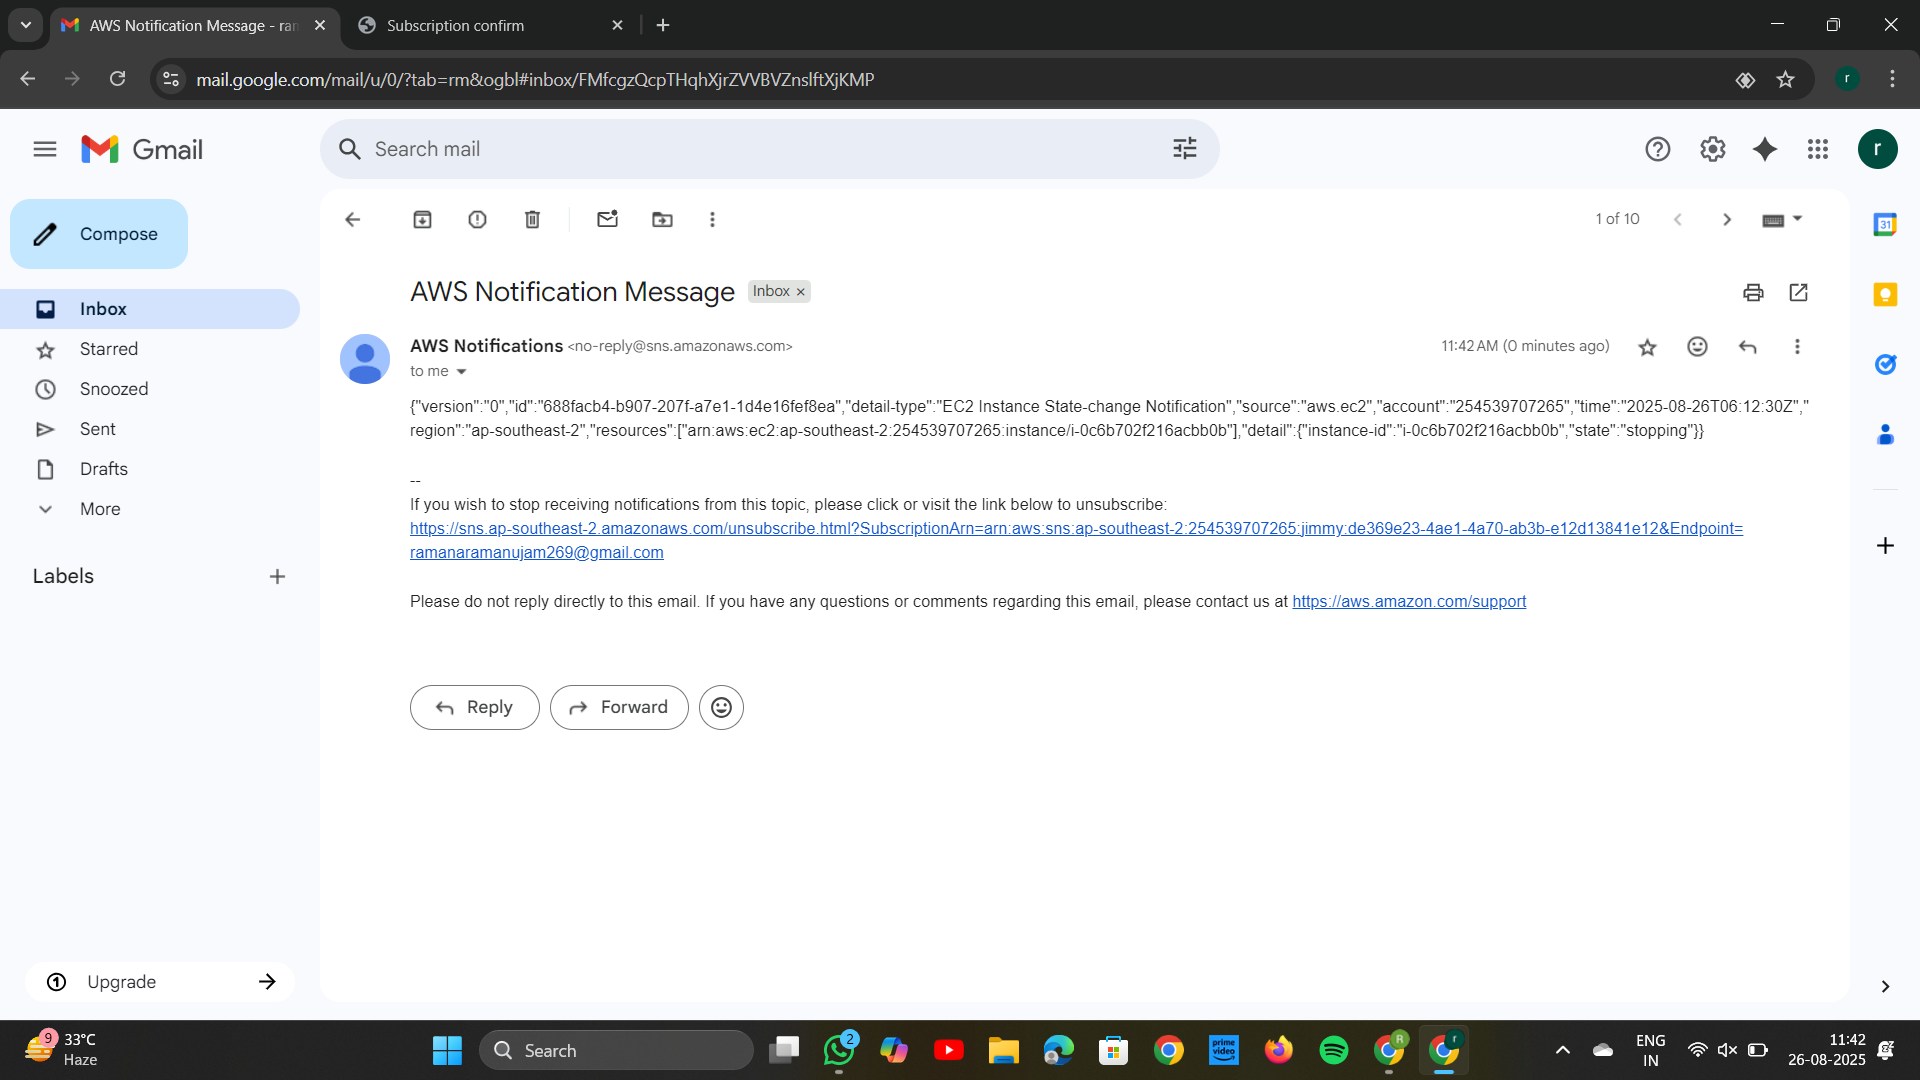 AWS Notification Message - ran
Subscription confirm
mail.google.com/mail/u/0/?tab=rm&ogbl#inbox/FMfcgzQcpTHqhXjrZVVBVZnslftXjKMP
r
Gmail
Search mail
r
Compose
1 of 10
31
Inbox
Starred
Snoozed
Sent
Drafts
More
Labels
AWS Notification Message Inbox ×
AWS Notifications <no-reply@sns.amazonaws.com>
11:42 AM (0 minutes ago)
to me
{"version":"0","id":"688facb4-b907-207f-a7e1-1d4e16fef8ea","detail-type":"EC2 Instance State-change Notification","source":"aws.ec2","account":"254539707265","time":"2025-08-26T06:12:30Z","
region":"ap-southeast-2","resources":["arn:aws:ec2:ap-southeast-2:254539707265:instance/i-0c6b702f216acbb0b"],"detail":{"instance-id":"i-0c6b702f216acbb0b","state":"stopping"}}
--
If you wish to stop receiving notifications from this topic, please click or visit the link below to unsubscribe:
https://sns.ap-southeast-2.amazonaws.com/unsubscribe.html?SubscriptionArn=arn:aws:sns:ap-southeast-2:254539707265:jimmy:de369e23-4ae1-4a70-ab3b-e12d13841e12&Endpoint=
ramanaramanujam269@gmail.com
Please do not reply directly to this email. If you have any questions or comments regarding this email, please contact us at https://aws.amazon.com/support
Reply
Forward
Upgrade
9
33°C
Haze
Search
2
prime video
R
r
ENG
IN
11:42
26-08-2025